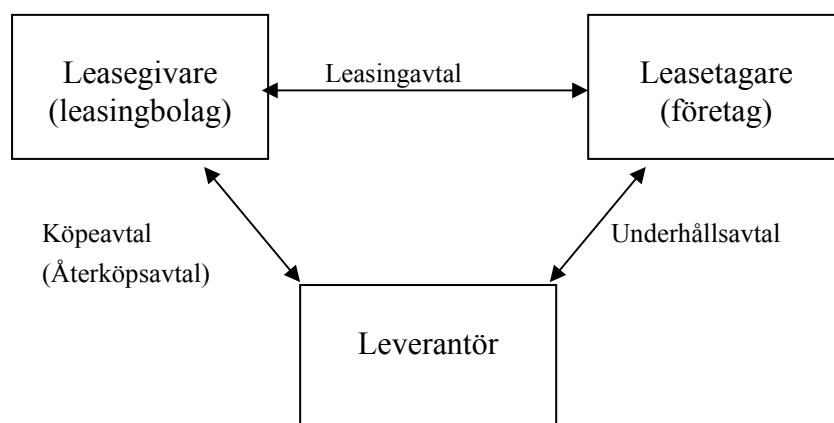 Leasegivare
(leasingbolag)
Leasingavtal
Leasetagare
(företag)
Köpeavtal
(Återköpsavtal)
Underhållsavtal
Leverantör